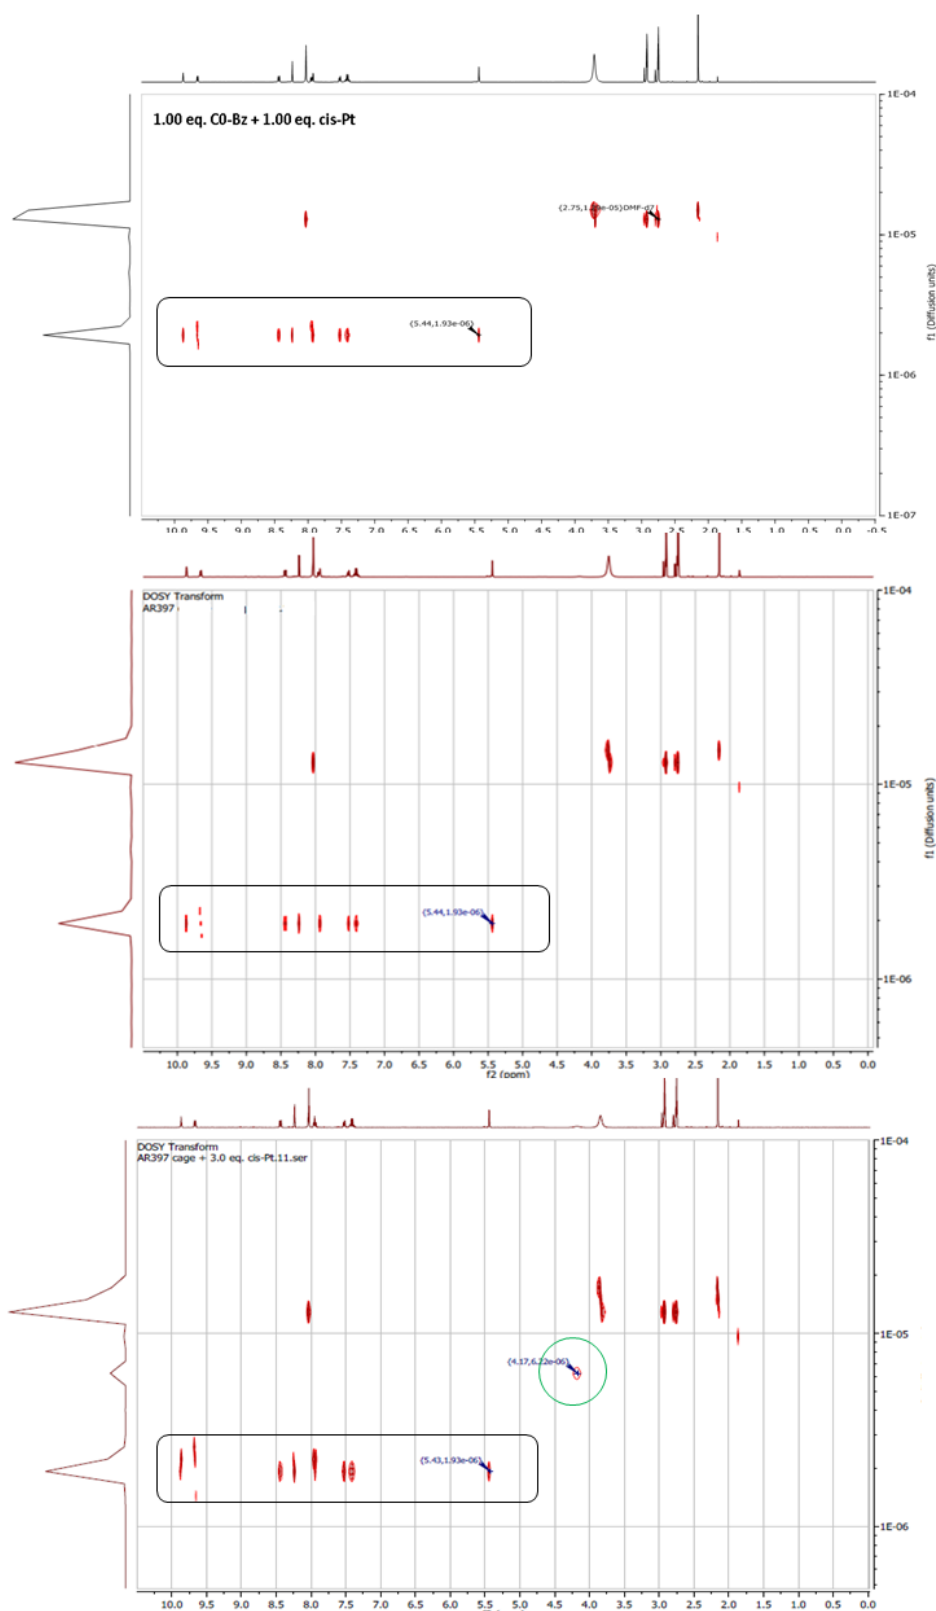 1E-04
1.00 eq. C0-Bz + 1.00 eq. cis-Pt
1E-05
(5.44,1.93e-06)
1E-06
f1 (Diffusion units)
1E-07
10.0 9.5 9.0 8.5 8.0 7.5 7.0 6.5 6.0 5.5 5.0 4.5 4.0 3.5 3.0 2.5 2.0 1.5 1.0 0.5 0.0 -0.5
DOSY Transform
1E-04
AR397
1E-05
f1 (Diffusion units)
(5.44,1.93e-06)
1E-06
10.0 9.5 9.0 8.5 8.0 7.5 7.0 6.5 6.0 5.5 5.0 4.5 4.0 3.5 3.0 2.5 2.0 1.5 1.0 0.5 0.0
f2 (ppm)
DOSY Transform
1E-04
AR397 cage + 3.0 eq. cis-Pt.11.ser
1E-05
(4.17,6.22e-06)
(5.43,1.93e-06)
1E-06
10.0 9.5 9.0 8.5 8.0 7.5 7.0 6.5 6.0 5.5 5.0 4.5 4.0 3.5 3.0 2.5 2.0 1.5 1.0 0.5 0.0